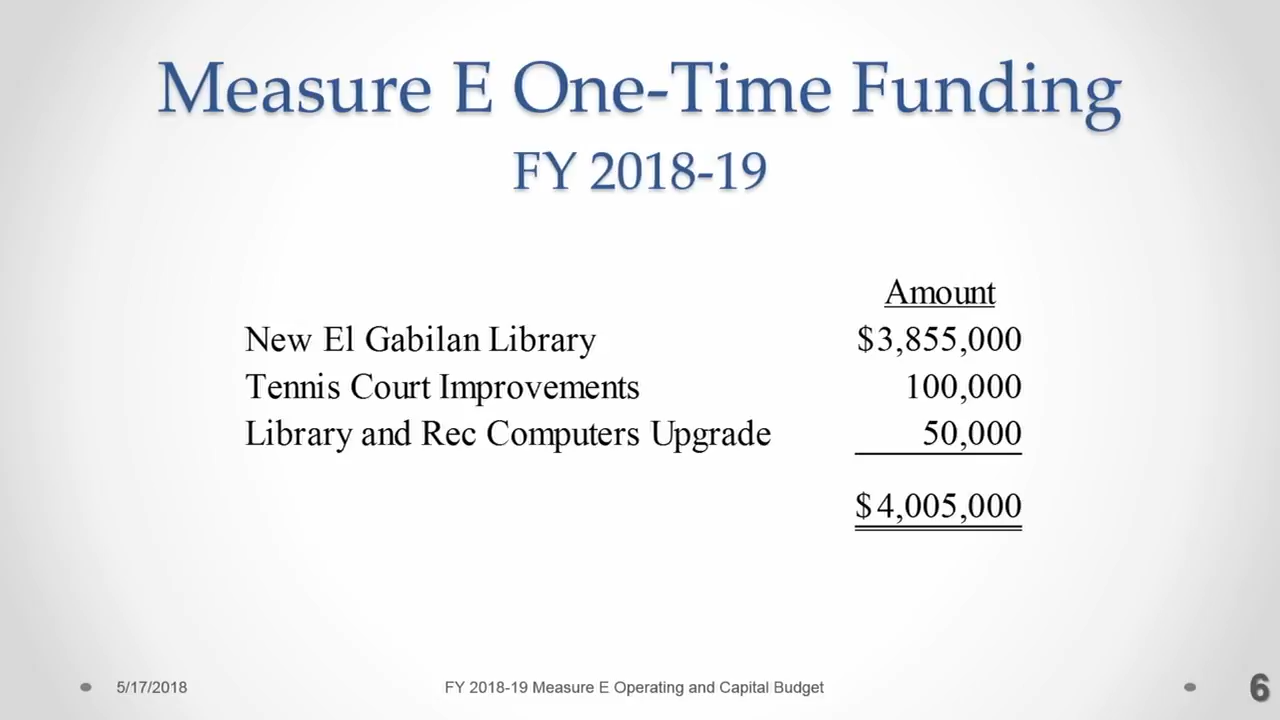 Measure E One-Time Funding
FY 2018-19
Amount
New El Gabilan Library $3,855,000
Tennis Court Improvements 100,000
Library and Rec Computers Upgrade 50,000
$4,005,000
5/17/2018 FY 2018-19 Measure E Operating and Capital Budget 6